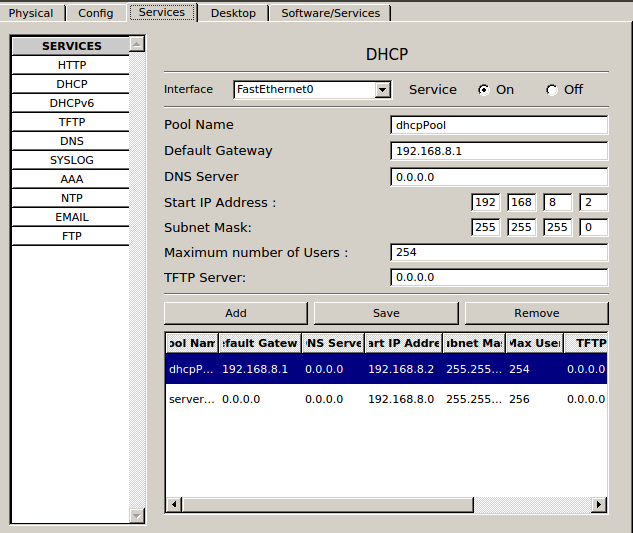 Physical Config Services Desktop Software/Services
SERVICES
HTTP
DHCP
DHCPv6
TFTP
DNS
SYSLOG
AAA
NTP
EMAIL
FTP
DHCP
Interface FastEthernet0 Service On Off
Pool Name dhcpPool
Default Gateway 192.168.8.1
DNS Server 0.0.0.0
Start IP Address : 192 168 8 2
Subnet Mask: 255 255 255 0
Maximum number of Users : 254
TFTP Server: 0.0.0.0
Add Save Remove
ool Nam efault Gatew NS Serve art IP Addre ubnet Ma Max User TFTP
dhcpP... 192.168.8.1 0.0.0.0 192.168.8.2 255.255... 254 0.0.0.0
server... 0.0.0.0 0.0.0.0 192.168.8.0 255.255... 256 0.0.0.0